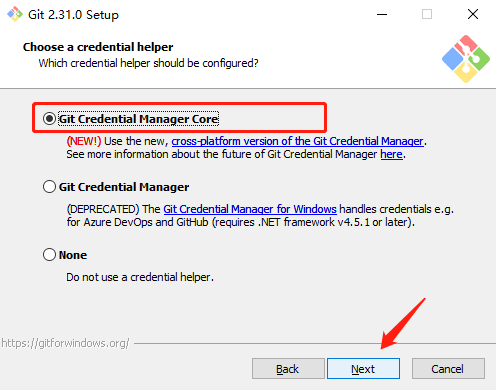 Git 2.31.0 Setup
Choose a credential helper
Which credential helper should be configured?
Git Credential Manager Core
(NEW!) Use the new, cross-platform version of the Git Credential Manager.
See more information about the future of Git Credential Manager here.
Git Credential Manager
(DEPRECATED) The Git Credential Manager for Windows handles credentials e.g.
for Azure DevOps and GitHub (requires .NET framework v4.5.1 or later).
None
Do not use a credential helper.
https://gitforwindows.org/
Back Next Cancel